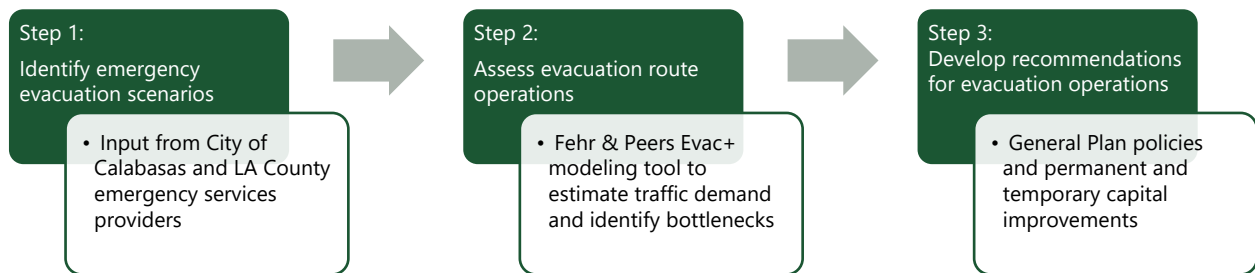 Step 1:
Identify emergency
evacuation scenarios
• Input from City of
Calabasas and LA County
emergency services
providers
Step 2:
Assess evacuation route
operations
• Fehr & Peers Evac+
modeling tool to
estimate traffic demand
and identify bottlenecks
Step 3:
Develop recommendations
for evacuation operations
• General Plan policies
and permanent and
temporary capital
improvements